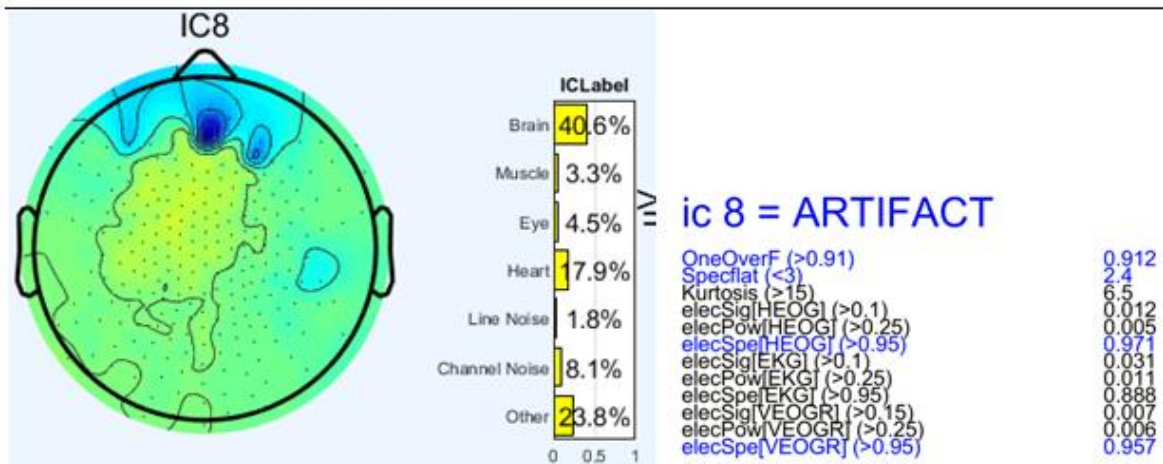 IC8
ICLabel
Brain 40.6%
Muscle 3.3%
Eye 4.5%
Heart 17.9%
Line Noise 1.8%
Channel Noise 8.1%
Other 23.8%
0 0.5 1
ic 8 = ARTIFACT
OneOverF (>0.91) 0.912
Specflat (<3) 2.4
Kurtosis (>15) 6.5
elecSig[HEOG] (>0.1) 0.012
elecPow[HEOG] (>0.25) 0.005
elecSpe[HEOG] (>0.95) 0.971
elecSig[EKG] (>0.1) 0.031
elecPow[EKG] (>0.25) 0.011
elecSpe[EKG] (>0.95) 0.888
elecSig[VEOGR] (>0.15) 0.007
elecPow[VEOGR] (>0.25) 0.006
elecSpe[VEOGR] (>0.95) 0.957